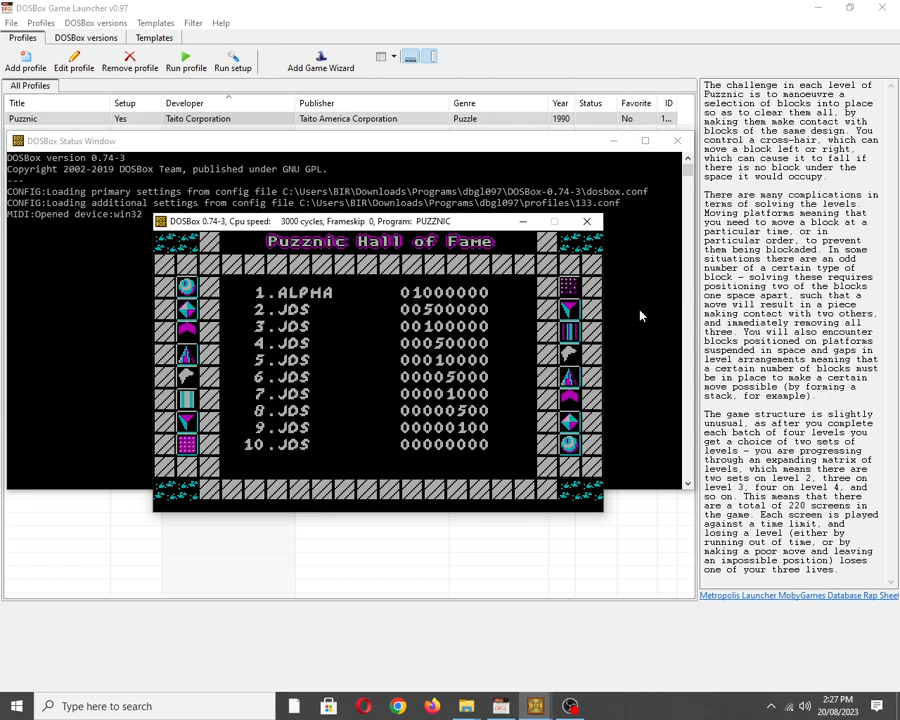 DOSBox Game Launcher v0.97
File Profiles DOSBox versions Templates Filter Help
Profiles DOSBox versions Templates
Add profile Edit profile Remove profile Run profile Run setup Add Game Wizard
All Profiles
Title Setup Developer Publisher Genre Year Status Favorite ID
Puzznic Yes Taito Corporation Taito America Corporation Puzzle 1990 No 1...
DOSBox Status Window
DOSBox version 0.74-3
Copyright 2002-2019 DOSBox Team, published under GNU GPL.
---
CONFIG:Loading primary settings from config file C:\Users\BIR\Downloads\Programs\dbgl097\DOSBox-0.74-3\dosbox.conf
CONFIG:Loading additional settings from config file C:\Users\BIR\Downloads\Programs\dbgl097\profiles\133.conf
MIDI:Opened device:win32
DOSBox 0.74-3, Cpu speed: 3000 cycles, Frameskip 0, Program: PUZZNIC
Puzznic Hall of Fame
1.ALPHA 01000000
2.JDS 00500000
3.JDS 00100000
4.JDS 00050000
5.JDS 00010000
6.JDS 00005000
7.JDS 00001000
8.JDS 00000500
9.JDS 00000100
10.JDS 00000000
The challenge in each level of
Puzznic is to manoeuvre a
selection of blocks into place
so as to clear them all, by
making them make contact with
blocks of the same design. You
control a cross-hair, which can
move a block left or right,
which can cause it to fall if
there is no block under the
space it would occupy.
There are many complications in
terms of solving the levels.
Moving platforms meaning that
you need to move a block at a
particular time, or in
particular order, to prevent
them being blockaded. In some
situations there are an odd
number of a certain type of
block - solving these requires
positioning two of the blocks
one space apart, such that a
move will result in a piece
making contact with two others,
and immediately removing all
three. You will also encounter
blocks positioned on platforms
suspended in space and gaps in
level arrangements meaning that
a certain number of blocks must
be in place to make a certain
move possible (by forming a
stack, for example).
The game structure is slightly
unusual, as after you complete
each batch of four levels you
get a choice of two sets of
levels - you are progressing
through an expanding matrix of
levels, which means there are
two sets on level 2, three on
level 3, four on level 4, and
so on. This means that there
are a total of 220 screens in
the game. Each screen is played
against a time limit, and
losing a level (either by
running out of time, or by
making a poor move and leaving
an impossible position) loses
one of your three lives.
Metropolis Launcher MobyGames Database Rap Sheet
Type here to search
2:27 PM
20/08/2023